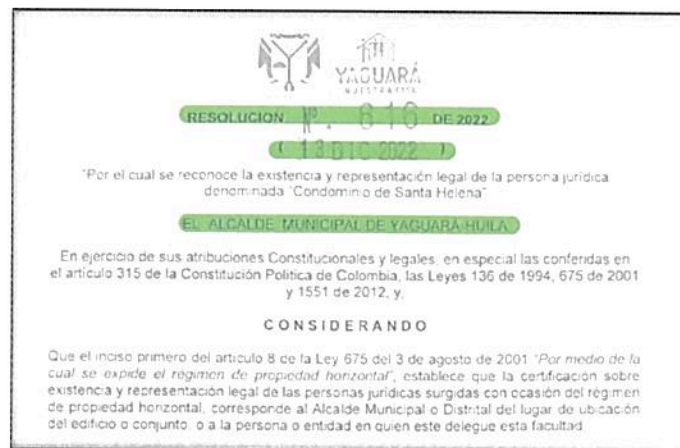 YAGUARÁ
RESOLUCION Nº. 616 DE 2022
( 13 DIC 2022 )
"Por el cual se reconoce la existencia y representación legal de la persona jurídica
denominada "Condominio de Santa Helena"
EL ALCALDE MUNICIPAL DE YAGUARÁ HUILA
En ejercicio de sus atribuciones Constitucionales y legales, en especial las conferidas en
el artículo 315 de la Constitución Política de Colombia, las Leyes 136 de 1994, 675 de 2001
y 1551 de 2012, y,
CONSIDERANDO
Que el inciso primero del artículo 8 de la Ley 675 del 3 de agosto de 2001 "Por medio de la
cual se expide el régimen de propiedad horizontal", establece que la certificación sobre
existencia y representación legal de las personas jurídicas surgidas con ocasión del régimen
de propiedad horizontal, corresponde al Alcalde Municipal o Distrital del lugar de ubicación
del edificio o conjunto, o a la persona o entidad en quien este delegue esta facultad.